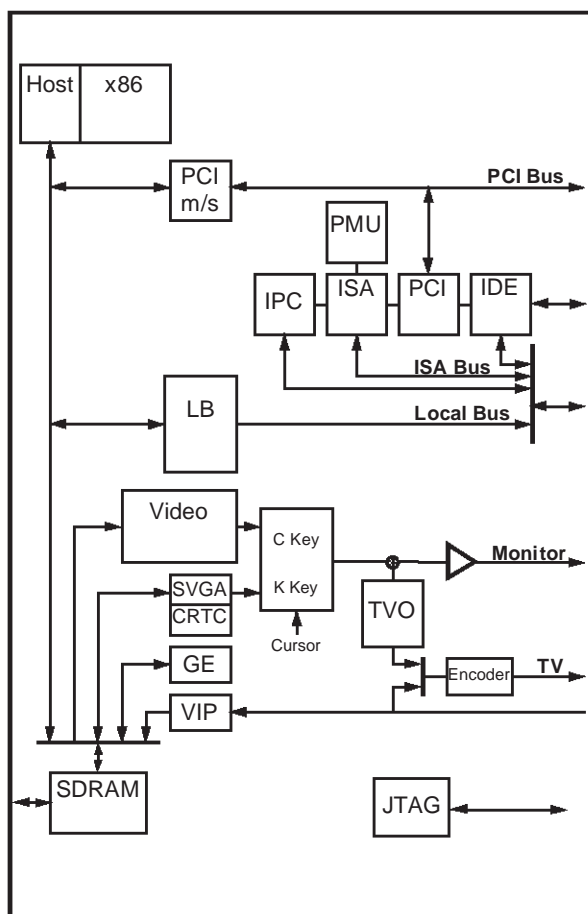 Host
x86
PCI
m/s
PCI Bus
PMU
IPC
ISA
PCI
IDE
ISA Bus
LB
Local Bus
Video
C Key
K Key
Monitor
SVGA
CRTC
Cursor
TVO
GE
Encoder
TV
VIP
SDRAM
JTAG